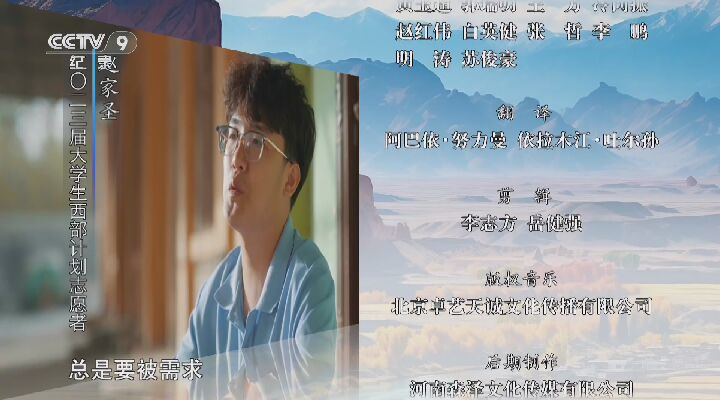 CCTV 9
纪录
赵家圣
二〇二三届大学生西部计划志愿者
总是要被需求
赵红伟 白英健 张 哲 李 鹏
明 涛 苏俊豪
翻 译
阿巴依·努力曼 依拉木江·吐尔孙
剪 辑
李志方 岳健强
版权音乐
北京卓艺天诚文化传播有限公司
后期制作
河南森泽文化传媒有限公司